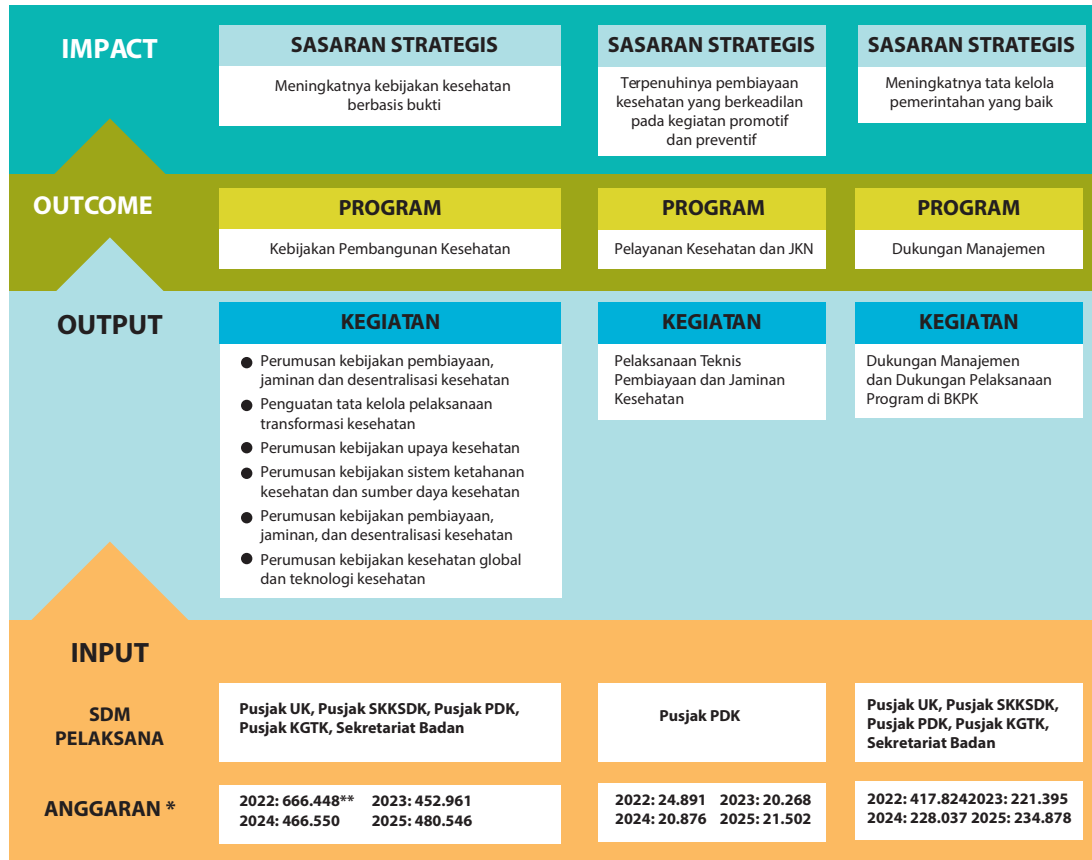 IMPACT
SASARAN STRATEGIS
Meningkatnya kebijakan kesehatan
berbasis bukti
SASARAN STRATEGIS
Terpenuhinya pembiayaan
kesehatan yang berkeadilan
pada kegiatan promotif
dan preventif
SASARAN STRATEGIS
Meningkatnya tata kelola
pemerintahan yang baik
OUTCOME
PROGRAM
Kebijakan Pembangunan Kesehatan
PROGRAM
Pelayanan Kesehatan dan JKN
PROGRAM
Dukungan Manajemen
OUTPUT
KEGIATAN
● Perumusan kebijakan pembiayaan,
jaminan dan desentralisasi kesehatan
● Penguatan tata kelola pelaksanaan
transformasi kesehatan
● Perumusan kebijakan upaya kesehatan
● Perumusan kebijakan sistem ketahanan
kesehatan dan sumber daya kesehatan
● Perumusan kebijakan pembiayaan,
jaminan, dan desentralisasi kesehatan
● Perumusan kebijakan kesehatan global
dan teknologi kesehatan
KEGIATAN
Pelaksanaan Teknis
Pembiayaan dan Jaminan
Kesehatan
KEGIATAN
Dukungan Manajemen
dan Dukungan Pelaksanaan
Program di BKPK
INPUT
SDM
PELAKSANA
Pusjak UK, Pusjak SKKSDK, Pusjak PDK,
Pusjak KGTK, Sekretariat Badan
Pusjak PDK
Pusjak UK, Pusjak SKKSDK,
Pusjak PDK, Pusjak KGTK,
Sekretariat Badan
ANGGARAN *
2022: 666.448** 2023: 452.961
2024: 466.550 2025: 480.546
2022: 24.891 2023: 20.268
2024: 20.876 2025: 21.502
2022: 417.8242023: 221.395
2024: 228.037 2025: 234.878